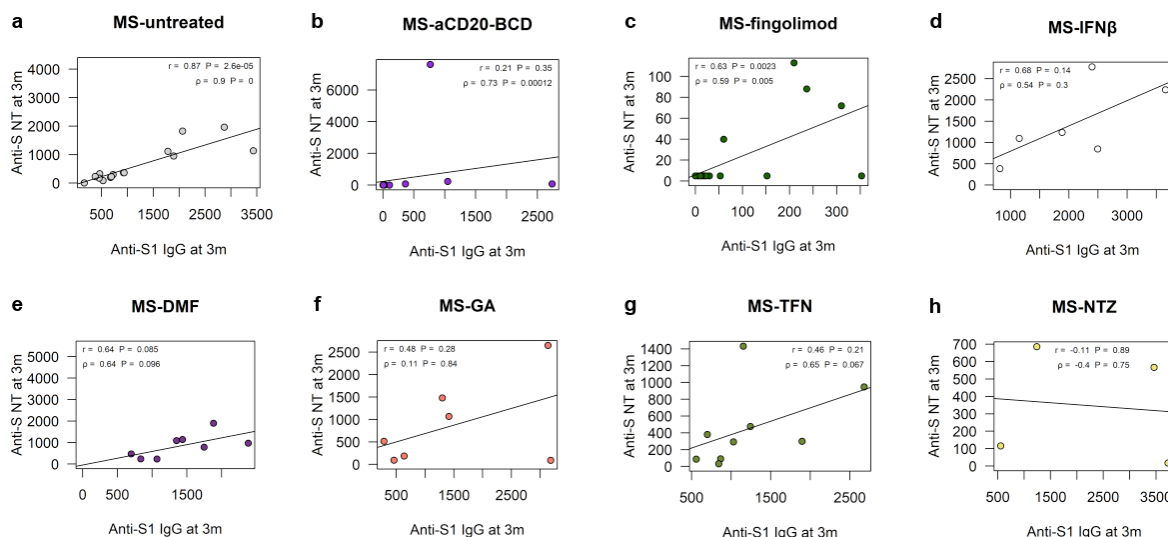 a MS-untreated
r = 0.87 P = 2.6e-05
ρ = 0.9 P = 0
Anti-S NT at 3m
4000
3000
2000
1000
0
500
1500
2500
3500
Anti-S1 IgG at 3m
b MS-aCD20-BCD
r = 0.21 P = 0.35
ρ = 0.73 P = 0.00012
Anti-S NT at 3m
6000
4000
2000
0
0
500
1500
2500
Anti-S1 IgG at 3m
c MS-fingolimod
r = 0.63 P = 0.0023
ρ = 0.59 P = 0.005
Anti-S NT at 3m
100
80
60
40
20
0
0
100
200
300
Anti-S1 IgG at 3m
d MS-IFNβ
r = 0.68 P = 0.14
ρ = 0.54 P = 0.3
Anti-S NT at 3m
2500
2000
1500
1000
500
0
1000
2000
3000
Anti-S1 IgG at 3m
e MS-DMF
r = 0.64 P = 0.085
ρ = 0.64 P = 0.096
Anti-S NT at 3m
5000
4000
3000
2000
1000
0
0
500
1500
Anti-S1 IgG at 3m
f MS-GA
r = 0.48 P = 0.28
ρ = 0.11 P = 0.84
Anti-S NT at 3m
2500
2000
1500
1000
500
0
500
1500
2500
Anti-S1 IgG at 3m
g MS-TFN
r = 0.46 P = 0.21
ρ = 0.65 P = 0.067
Anti-S NT at 3m
1400
1200
1000
800
600
400
200
0
500
1500
2500
Anti-S1 IgG at 3m
h MS-NTZ
r = -0.11 P = 0.89
ρ = -0.4 P = 0.75
Anti-S NT at 3m
700
600
500
400
300
200
100
0
500
1500
2500
3500
Anti-S1 IgG at 3m